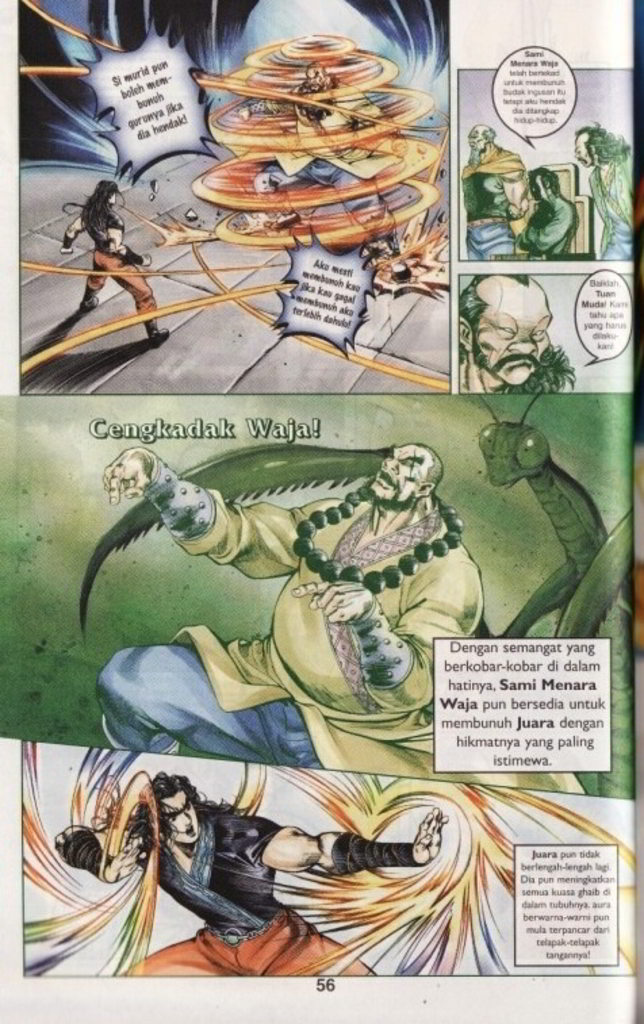 Si murid pun
boleh mem-
bunuh
gurunya jika
dia hendak!
Aku mesti
membunuh kau
jika kau gagal
membunuh aku
terlebih dahulu!
Sami
Menara Waja
telah bertekad
untuk membunuh
budak ingusan itu
tetapi aku hendak
dia ditangkap
hidup-hidup.
Baiklah,
Tuan
Muda! Kami
tahu apa
yang harus
dilaku-
kan!
Cengkadak Waja!
Dengan semangat yang
berkobar-kobar di dalam
hatinya, Sami Menara
Waja pun bersedia untuk
membunuh Juara dengan
hikmatnya yang paling
istimewa.
Juara pun tidak
berlengah-lengah lagi.
Dia pun meningkatkan
semua kuasa ghaib di
dalam tubuhnya. aura
berwarna-warni pun
mula terpancar dari
telapak-telapak
tangannya!
56